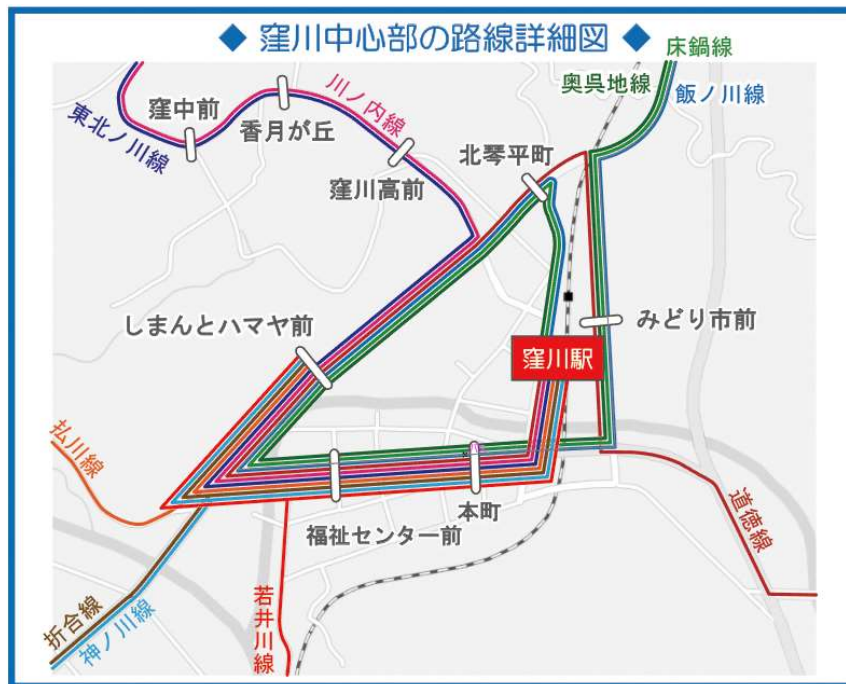 ◆ 窪川中心部の路線詳細図 ◆
床鍋線
奥呉地線
飯ノ川線
川ノ内線
東北ノ川線
窪中前
香月が丘
窪川高前
北琴平町
しまんとハマヤ前
みどり市前
窪川駅
払川線
本町
福祉センター前
道徳線
折合線
神ノ川線
若井川線